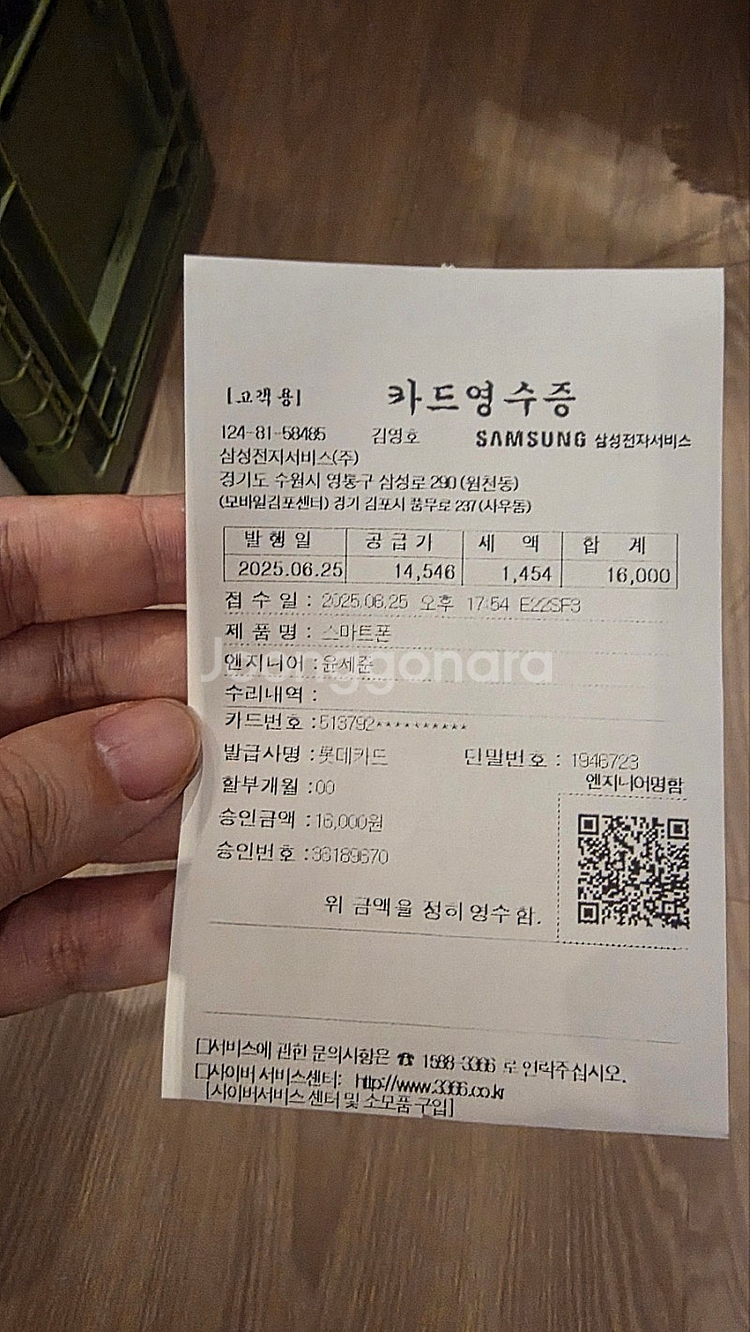 [고객용] 카드영수증
124-81-58485 김영호 SAMSUNG 삼성전자서비스
삼성전자서비스(주)
경기도 수원시 영통구 삼성로 290 (원천동)
(모바일김포센터) 경기 김포시 풍무로 237 (사우동)
발행일 공급가 세 액 합 계
2025.06.25 14,546 1,454 16,000
접수일 : 2025.06.25 오후 17:54 E22SF3
제품명 : 스마트폰
엔지니어 : 윤세준
Joonggonara
수리내역 :
카드번호 : 513792**********
발급사명 : 롯데카드 단말번호 : 1946723
엔지니어명함
할부개월 : 00
승인금액 : 16,000원
승인번호 : 36189670
위 금액을 정히 영수함.
□서비스에 관한 문의사항은 ☎ 1588-3366 로 연락주십시오.
□사이버 서비스센터: http://www.3366.co.kr
[사이버서비스 센터 및 소모품 구입]